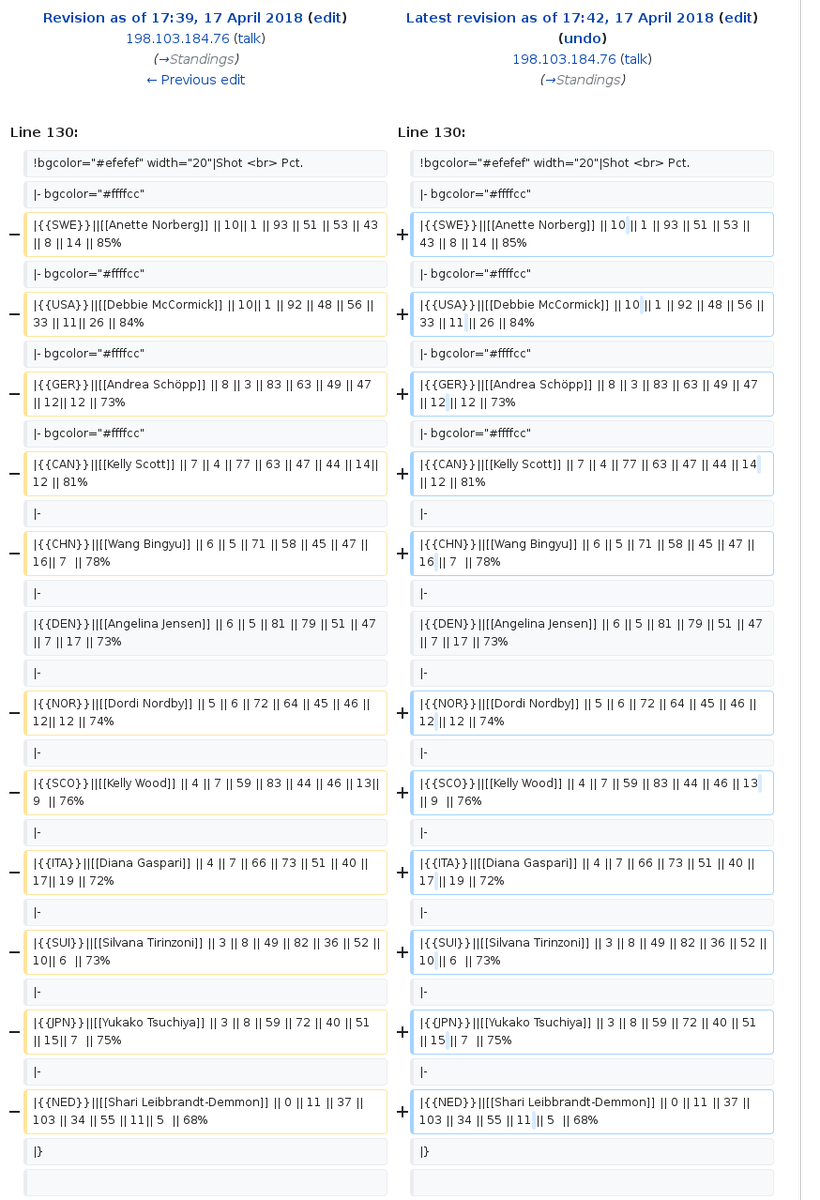 Revision as of 17:39, 17 April 2018 (edit)
198.103.184.76 (talk)
(→Standings)
← Previous edit
Latest revision as of 17:42, 17 April 2018 (edit)
(undo)
198.103.184.76 (talk)
(→Standings)
Line 130:
Line 130:
!bgcolor="#efefef" width="20"|Shot <br> Pct.
!bgcolor="#efefef" width="20"|Shot <br> Pct.
|- bgcolor="#ffffcc"
|- bgcolor="#ffffcc"
− |{{SWE}}||[[Anette Norberg]] || 10|| 1 || 93 || 51 || 53 || 43
|| 8 || 14 || 85%
+ |{{SWE}}||[[Anette Norberg]] || 10 || 1 || 93 || 51 || 53 ||
43 || 8 || 14 || 85%
|- bgcolor="#ffffcc"
|- bgcolor="#ffffcc"
− |{{USA}}||[[Debbie McCormick]] || 10|| 1 || 92 || 48 || 56 ||
33 || 11|| 26 || 84%
+ |{{USA}}||[[Debbie McCormick]] || 10 || 1 || 92 || 48 || 56 ||
33 || 11 || 26 || 84%
|- bgcolor="#ffffcc"
|- bgcolor="#ffffcc"
− |{{GER}}||[[Andrea Schöpp]] || 8 || 3 || 83 || 63 || 49 || 47
|| 12|| 12 || 73%
+ |{{GER}}||[[Andrea Schöpp]] || 8 || 3 || 83 || 63 || 49 || 47
|| 12 || 12 || 73%
|- bgcolor="#ffffcc"
|- bgcolor="#ffffcc"
− |{{CAN}}||[[Kelly Scott]] || 7 || 4 || 77 || 63 || 47 || 44 || 14||
12 || 81%
+ |{{CAN}}||[[Kelly Scott]] || 7 || 4 || 77 || 63 || 47 || 44 || 14
|| 12 || 81%
|-
|-
− |{{CHN}}||[[Wang Bingyu]] || 6 || 5 || 71 || 58 || 45 || 47 ||
16|| 7  || 78%
+ |{{CHN}}||[[Wang Bingyu]] || 6 || 5 || 71 || 58 || 45 || 47 ||
16 || 7  || 78%
|-
|-
|{{DEN}}||[[Angelina Jensen]] || 6 || 5 || 81 || 79 || 51 || 47
|| 7 || 17 || 73%
|{{DEN}}||[[Angelina Jensen]] || 6 || 5 || 81 || 79 || 51 || 47
|| 7 || 17 || 73%
|-
|-
− |{{NOR}}||[[Dordi Nordby]] || 5 || 6 || 72 || 64 || 45 || 46 ||
12|| 12 || 74%
+ |{{NOR}}||[[Dordi Nordby]] || 5 || 6 || 72 || 64 || 45 || 46 ||
12 || 12 || 74%
|-
|-
− |{{SCO}}||[[Kelly Wood]] || 4 || 7 || 59 || 83 || 44 || 46 || 13||
9  || 76%
+ |{{SCO}}||[[Kelly Wood]] || 4 || 7 || 59 || 83 || 44 || 46 || 13
|| 9  || 76%
|-
|-
− |{{ITA}}||[[Diana Gaspari]] || 4 || 7 || 66 || 73 || 51 || 40 ||
17|| 19 || 72%
+ |{{ITA}}||[[Diana Gaspari]] || 4 || 7 || 66 || 73 || 51 || 40 ||
17 || 19 || 72%
|-
|-
− |{{SUI}}||[[Silvana Tirinzoni]] || 3 || 8 || 49 || 82 || 36 || 52 ||
10|| 6  || 73%
+ |{{SUI}}||[[Silvana Tirinzoni]] || 3 || 8 || 49 || 82 || 36 || 52 ||
10 || 6  || 73%
|-
|-
− |{{JPN}}||[[Yukako Tsuchiya]] || 3 || 8 || 59 || 72 || 40 || 51
|| 15|| 7  || 75%
+ |{{JPN}}||[[Yukako Tsuchiya]] || 3 || 8 || 59 || 72 || 40 || 51
|| 15 || 7  || 75%
|-
|-
− |{{NED}}||[[Shari Leibbrandt-Demmon]] || 0 || 11 || 37 ||
103 || 34 || 55 || 11|| 5  || 68%
+ |{{NED}}||[[Shari Leibbrandt-Demmon]] || 0 || 11 || 37 ||
103 || 34 || 55 || 11 || 5  || 68%
|}
|}